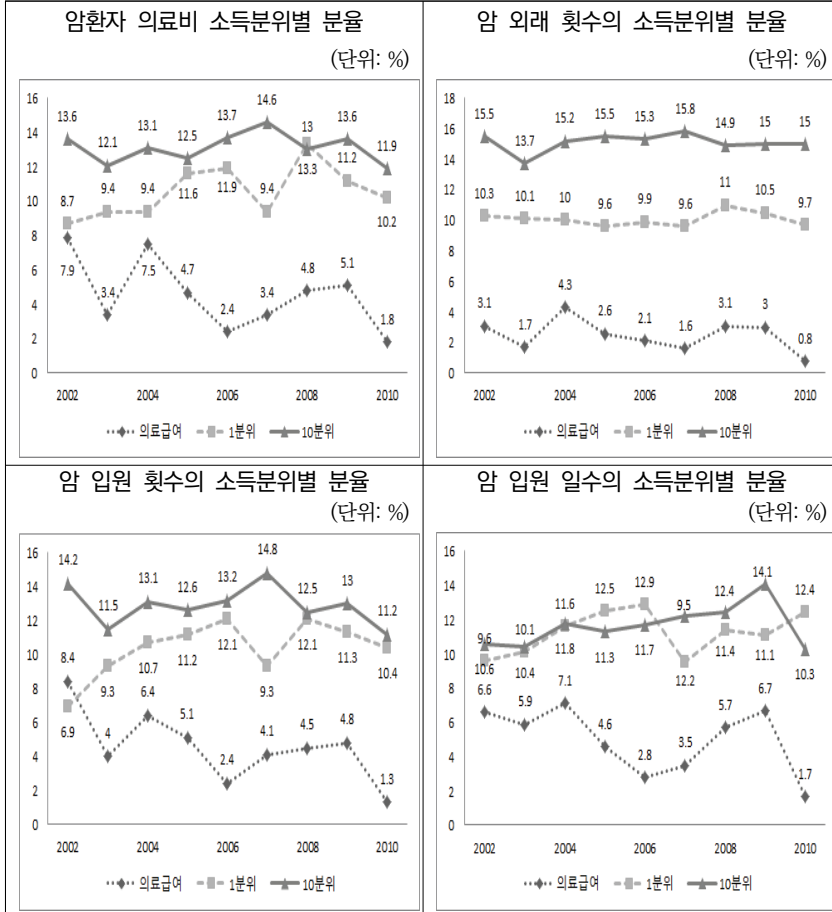 암환자 의료비 소득분위별 분율
(단위: %)
16
14
12
10
8
6
4
2
0
13.6 12.1 13.1 12.5 13.7 14.6 13 13.6 11.9
8.7 9.4 9.4 11.6 11.9 9.4 13.3 11.2 10.2
7.9 3.4 7.5 4.7 2.4 3.4 4.8 5.1 1.8
2002 2004 2006 2008 2010
의료급여 1분위 10분위
암 외래 횟수의 소득분위별 분율
(단위: %)
18
16
14
12
10
8
6
4
2
0
15.5 13.7 15.2 15.5 15.3 15.8 14.9 15 15
10.3 10.1 10 9.6 9.9 9.6 11 10.5 9.7
3.1 1.7 4.3 2.6 2.1 1.6 3.1 3 0.8
2002 2004 2006 2008 2010
의료급여 1분위 10분위
암 입원 횟수의 소득분위별 분율
(단위: %)
16
14
12
10
8
6
4
2
0
14.2 11.5 13.1 12.6 13.2 14.8 12.5 13 11.2
6.9 9.3 10.7 11.2 12.1 9.3 12.1 11.3 10.4
8.4 4 6.4 5.1 2.4 4.1 4.5 4.8 1.3
2002 2004 2006 2008 2010
의료급여 1분위 10분위
암 입원 일수의 소득분위별 분율
(단위: %)
16
14
12
10
8
6
4
2
0
9.6 10.1 11.6 12.5 12.9 9.5 12.4 14.1 12.4
10.6 10.4 11.8 11.3 11.7 12.2 11.4 11.1 10.3
6.6 5.9 7.1 4.6 2.8 3.5 5.7 6.7 1.7
2002 2004 2006 2008 2010
의료급여 1분위 10분위